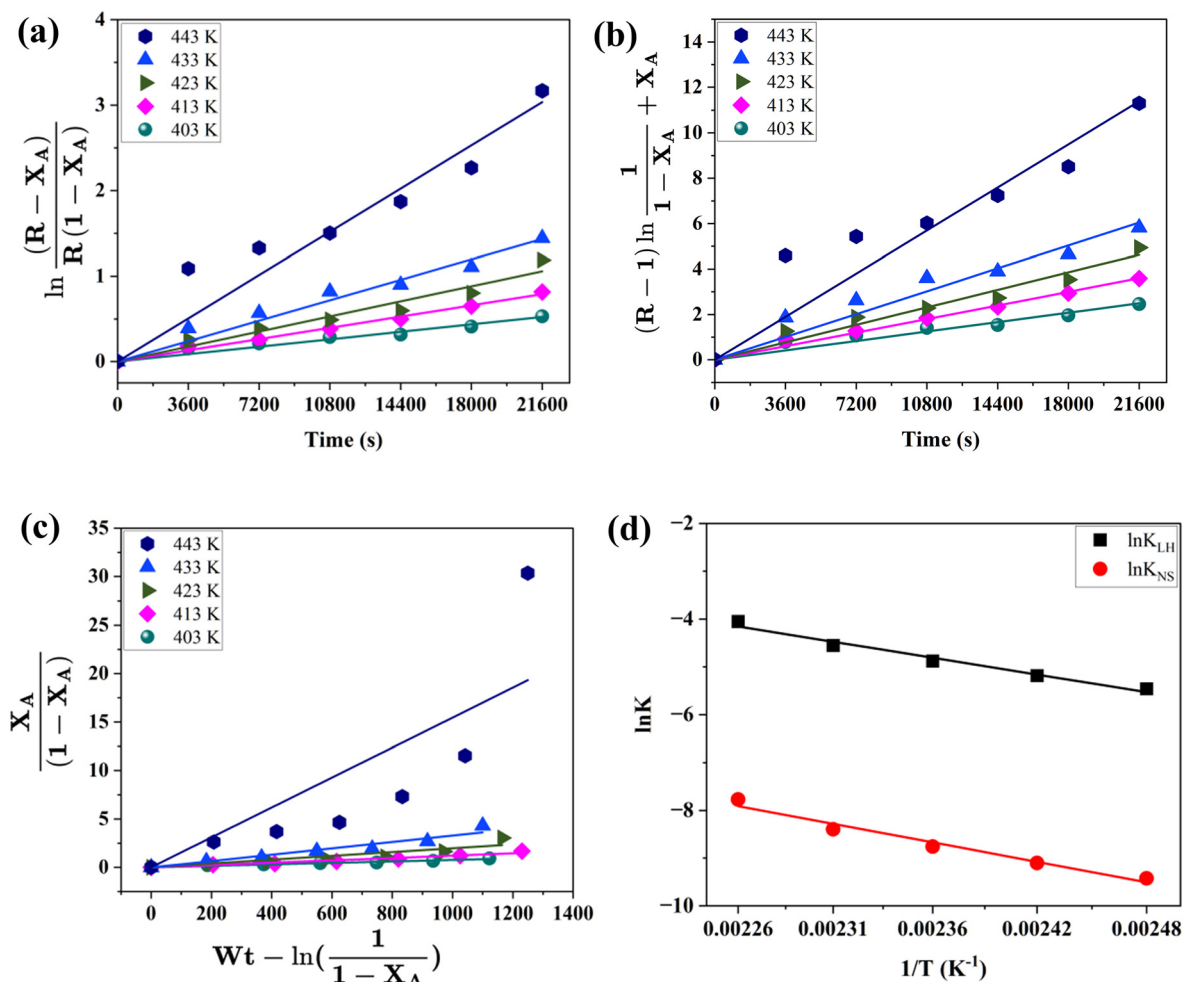 (a)
443 K
433 K
423 K
413 K
403 K
4
3
2
1
0
ln (R − X_A) / R (1 − X_A)
0 3600 7200 10800 14400 18000 21600
Time (s)
(b)
443 K
433 K
423 K
413 K
403 K
14
12
10
8
6
4
2
0
(R − 1) ln 1 / 1 − X_A + X_A
0 3600 7200 10800 14400 18000 21600
Time (s)
(c)
443 K
433 K
423 K
413 K
403 K
35
30
25
20
15
10
5
0
X_A / (1 − X_A)
0 200 400 600 800 1000 1200 1400
Wt − ln(1 / 1 − X_A)
(d)
lnK_LH
lnK_NS
−2
−4
−6
−8
−10
lnK
0.00226 0.00231 0.00236 0.00242 0.00248
1/T (K⁻¹)